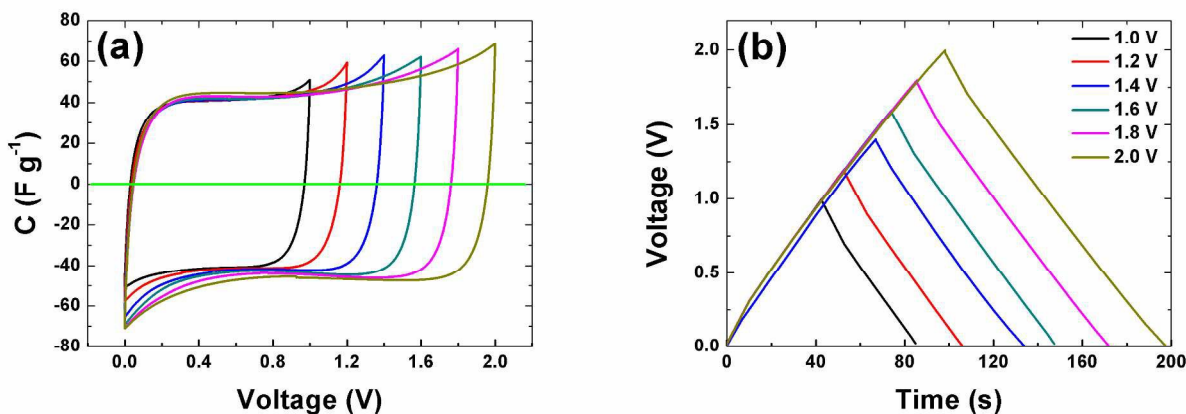 (a)
80
60
40
20
0
-20
-40
-60
-80
C (F g⁻¹)
0.0 0.4 0.8 1.2 1.6 2.0
Voltage (V)
(b)
2.0
1.5
1.0
0.5
0.0
Voltage (V)
0 40 80 120 160 200
Time (s)
1.0 V
1.2 V
1.4 V
1.6 V
1.8 V
2.0 V